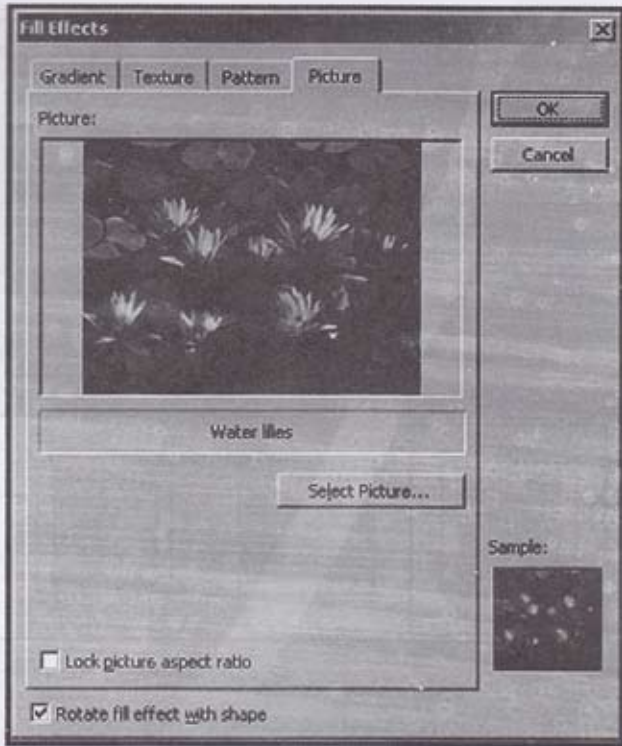 Fill Effects
Gradient Texture Pattern Picture
Picture:
OK
Cancel
Water lilies
Select Picture...
Sample:
Lock picture aspect ratio
Rotate fill effect with shape